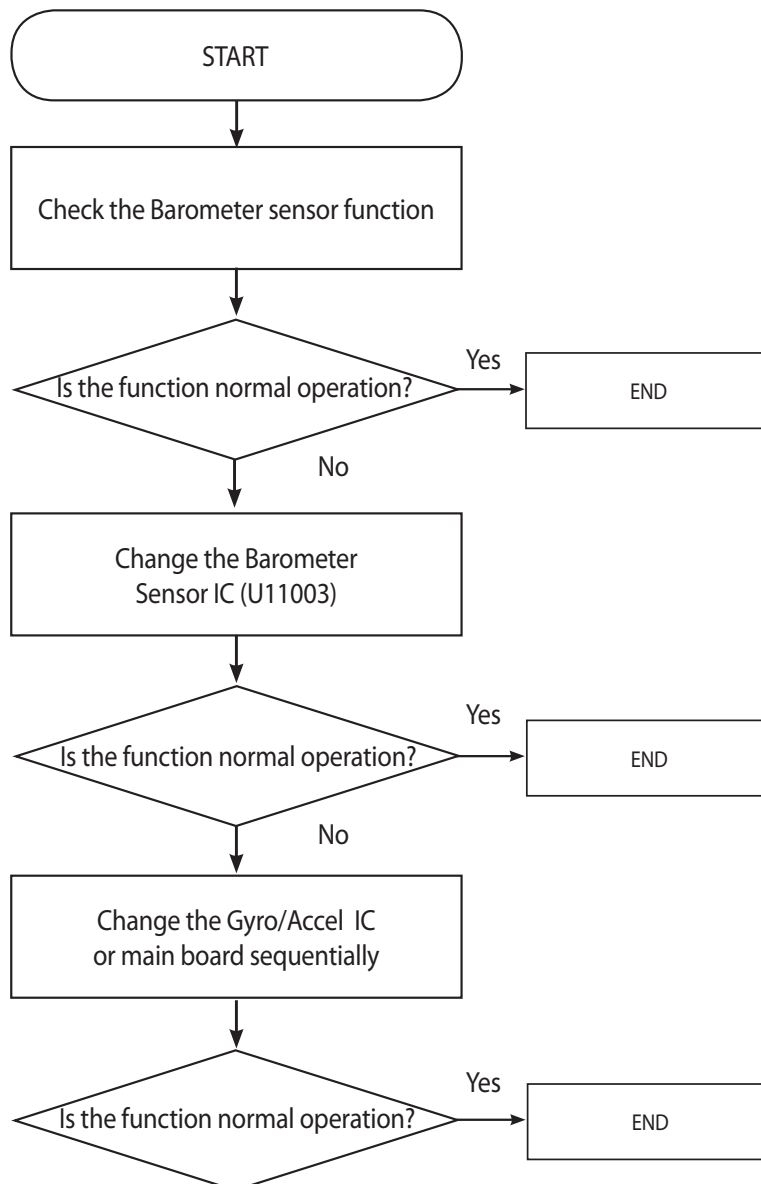 START
Check the Barometer sensor function
Is the function normal operation?
Yes
END
No
Change the Barometer
Sensor IC (U11003)
Is the function normal operation?
Yes
END
No
Change the Gyro/Accel IC
or main board sequentially
Is the function normal operation?
Yes
END